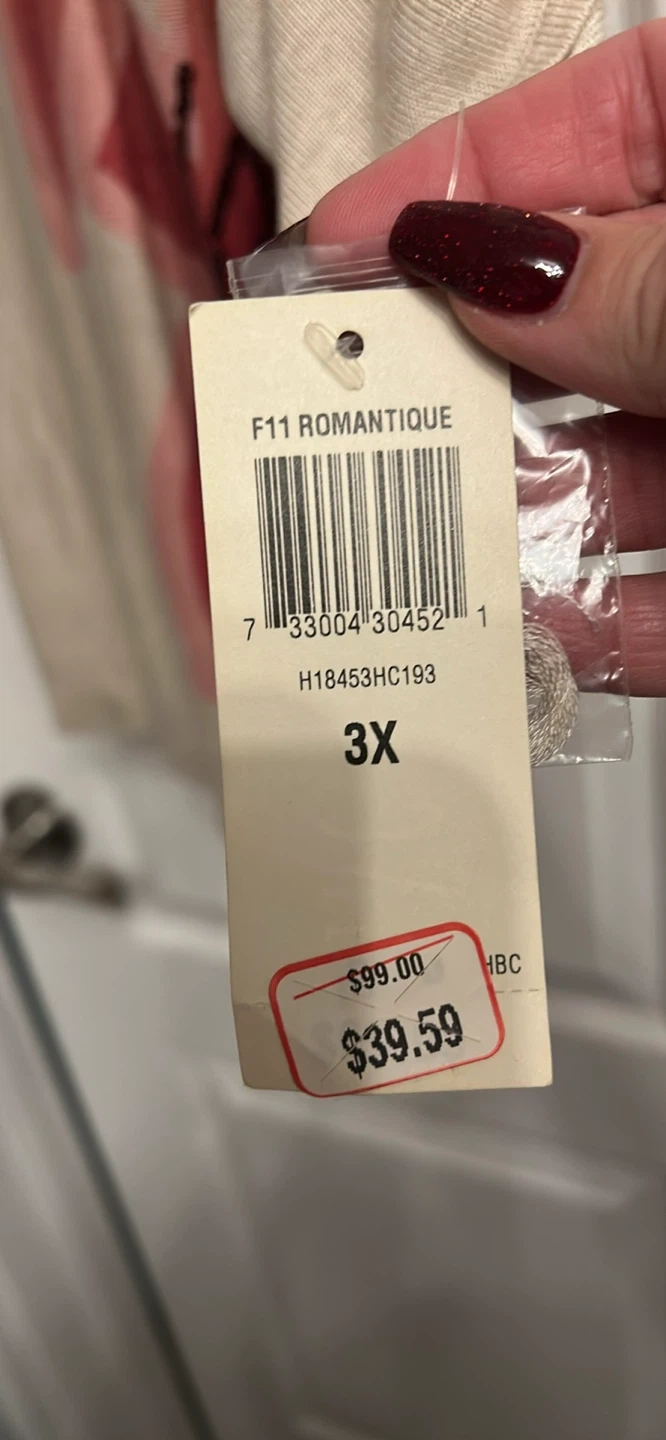 F11 ROMANTIQUE
7 33004 30452 1
H18453HC193
3X
HBC
$99.00
$39.59